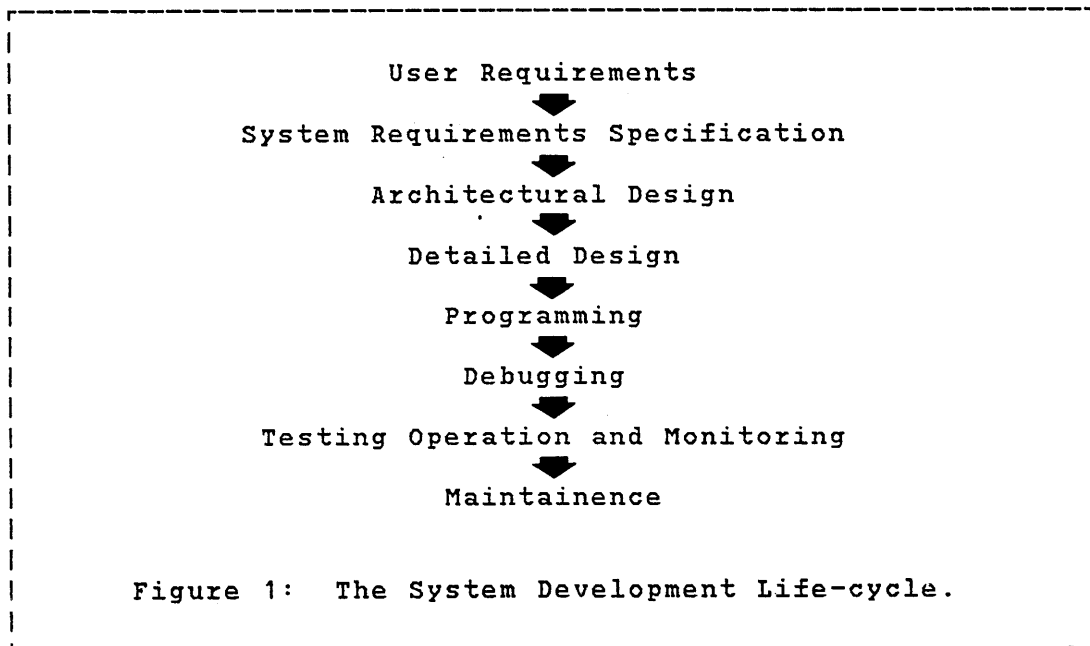 User Requirements
System Requirements Specification
Architectural Design
Detailed Design
Programming
Debugging
Testing Operation and Monitoring
Maintainence
Figure 1: The System Development Life-cycle.